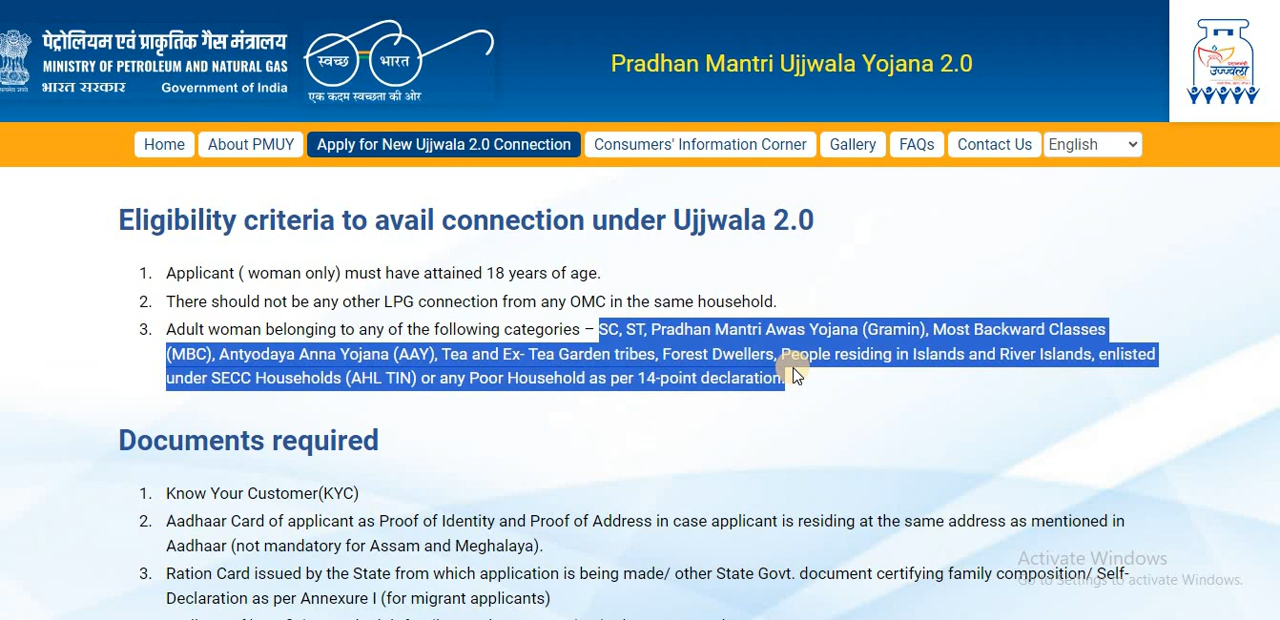 पेट्रोलियम एवं प्राकृतिक गैस मंत्रालय
MINISTRY OF PETROLEUM AND NATURAL GAS
भारत सरकार Government of India
स्वच्छ भारत
एक कदम स्वच्छता की ओर
Pradhan Mantri Ujjwala Yojana 2.0
उज्ज्वला
Home About PMUY Apply for New Ujjwala 2.0 Connection Consumers' Information Corner Gallery FAQs Contact Us English
Eligibility criteria to avail connection under Ujjwala 2.0
1. Applicant ( woman only) must have attained 18 years of age.
2. There should not be any other LPG connection from any OMC in the same household.
3. Adult woman belonging to any of the following categories – SC, ST, Pradhan Mantri Awas Yojana (Gramin), Most Backward Classes
(MBC), Antyodaya Anna Yojana (AAY), Tea and Ex- Tea Garden tribes, Forest Dwellers, People residing in Islands and River Islands, enlisted
under SECC Households (AHL TIN) or any Poor Household as per 14-point declaration.
Documents required
1. Know Your Customer(KYC)
2. Aadhaar Card of applicant as Proof of Identity and Proof of Address in case applicant is residing at the same address as mentioned in
Aadhaar (not mandatory for Assam and Meghalaya).
3. Ration Card issued by the State from which application is being made/ other State Govt. document certifying family composition/ Self-
Declaration as per Annexure I (for migrant applicants)
Activate Windows
Go to Settings to activate Windows.